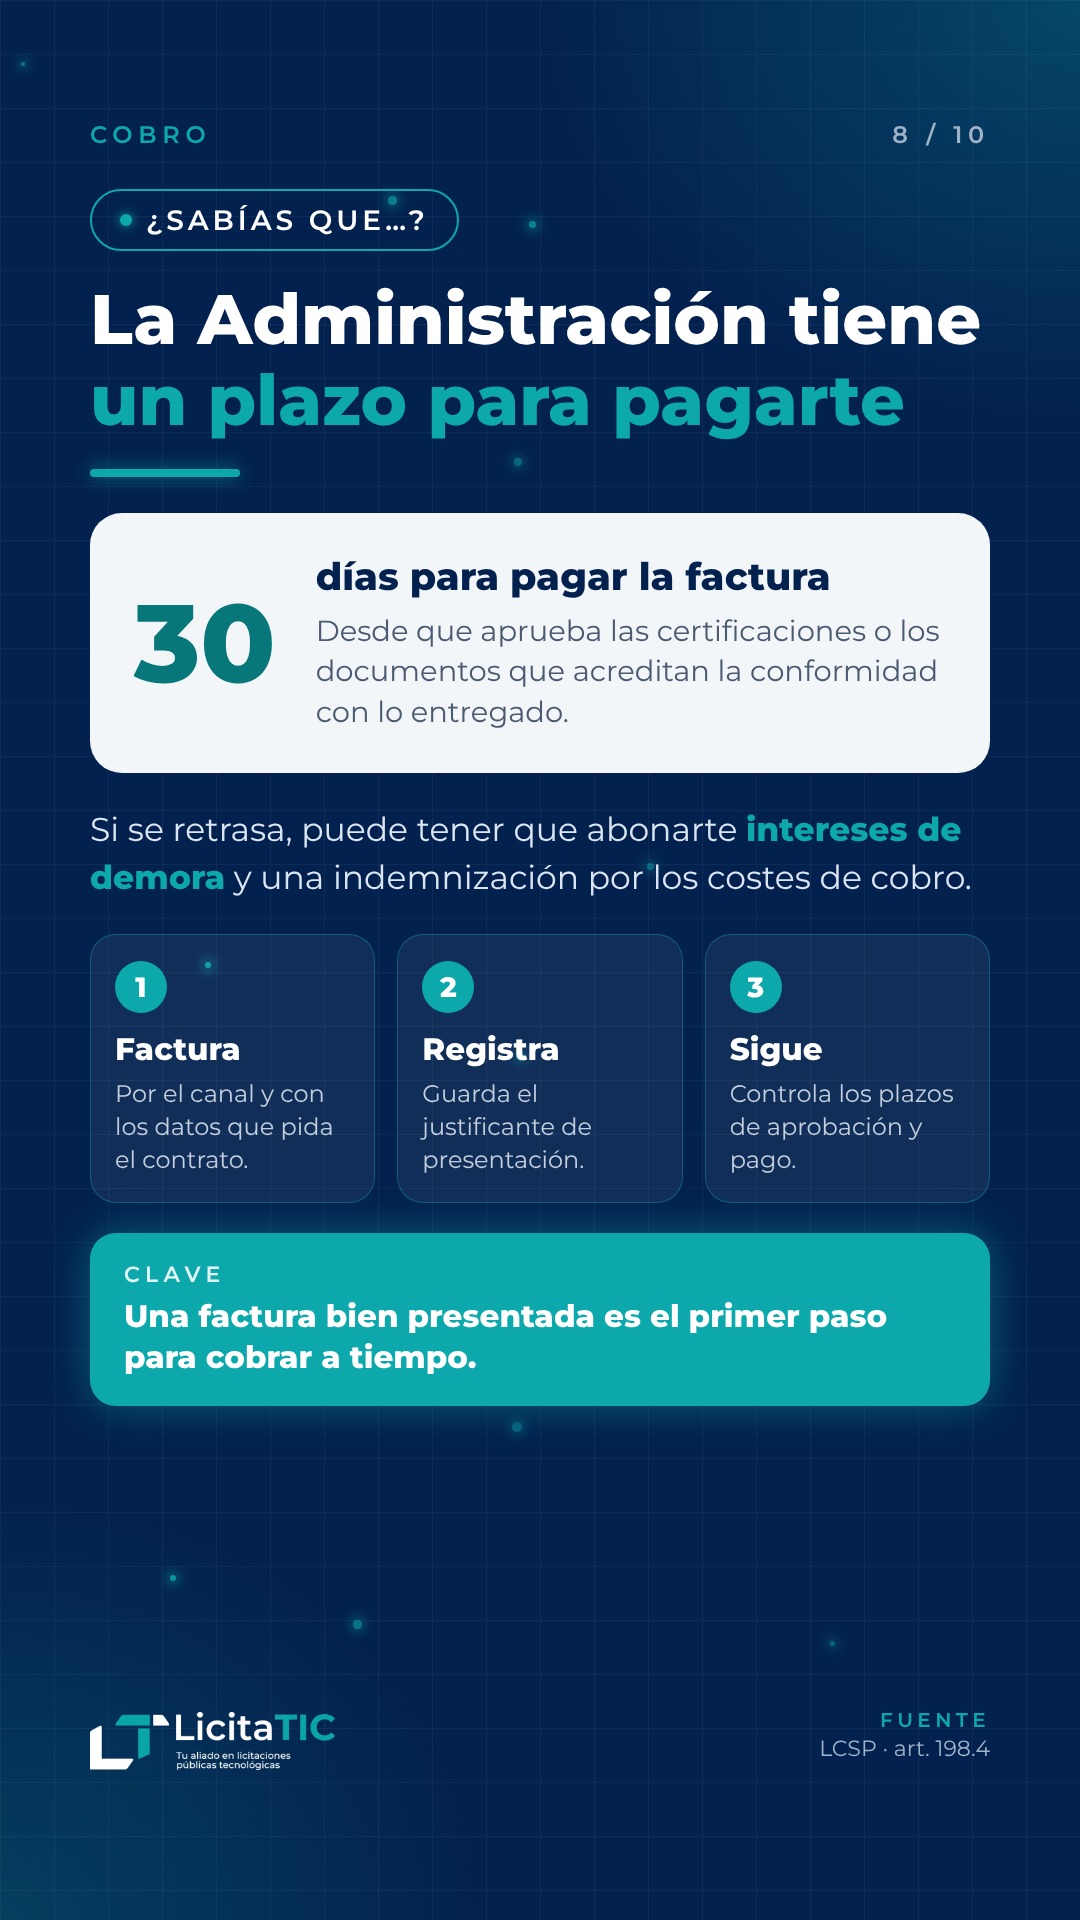 COBRO
8 / 10
¿SABÍAS QUE...?
La Administración tiene
un plazo para pagarte
30
días para pagar la factura
Desde que aprueba las certificaciones o los
documentos que acreditan la conformidad
con lo entregado.
Si se retrasa, puede tener que abonarte intereses de
demora y una indemnización por los costes de cobro.
1
Factura
Por el canal y con
los datos que pida
el contrato.
2
Registra
Guarda el
justificante de
presentación.
3
Sigue
Controla los plazos
de aprobación y
pago.
CLAVE
Una factura bien presentada es el primer paso
para cobrar a tiempo.
LicitaTIC
Tu aliado en licitaciones
públicas tecnológicas
FUENTE
LCSP · art. 198.4